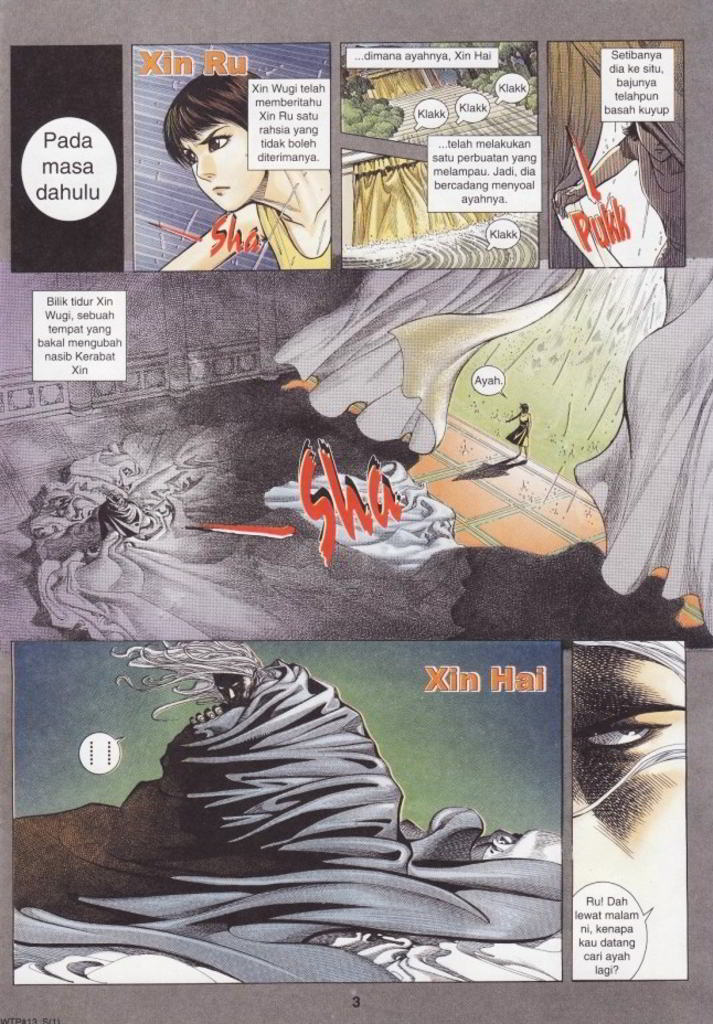 Pada
masa
dahulu
Xin Ru
Xin Wugi telah
memberitahu
Xin Ru satu
rahsia yang
tidak boleh
diterimanya.
Sha
...dimana ayahnya, Xin Hai
Klakk
Klakk
Klakk
...telah melakukan
satu perbuatan yang
melampau. Jadi, dia
bercadang menyoal
ayahnya.
Klakk
Setibanya
dia ke situ,
bajunya
telahpun
basah kuyup
Pukk
Bilik tidur Xin
Wugi, sebuah
tempat yang
bakal mengubah
nasib Kerabat
Xin
Ayah.
Sha
Xin Hai
Ru! Dah
lewat malam
ni, kenapa
kau datang
cari ayah
lagi?
3
WTP#13_S(1)